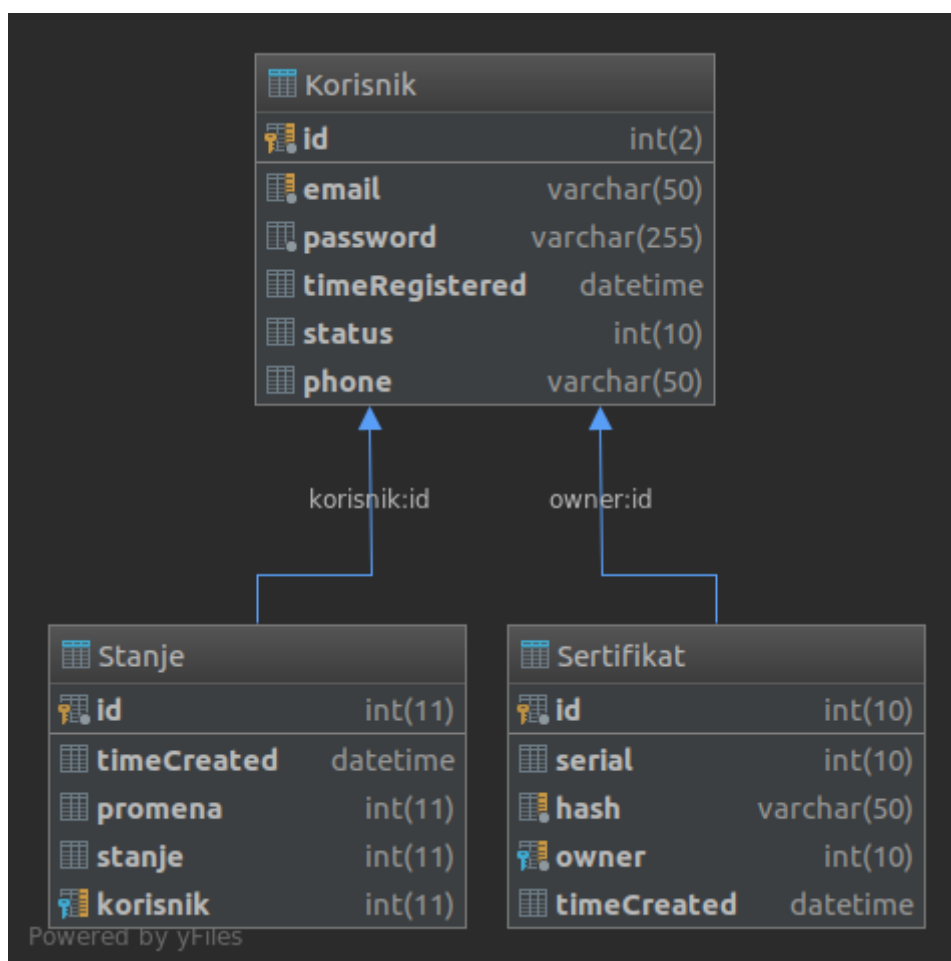 Korisnik
id int(2)
email varchar(50)
password varchar(255)
timeRegistered datetime
status int(10)
phone varchar(50)
korisnik:id owner:id
Stanje
id int(11)
timeCreated datetime
promena int(11)
stanje int(11)
korisnik int(11)
Sertifikat
id int(10)
serial int(10)
hash varchar(50)
owner int(10)
timeCreated datetime
Powered by yFiles